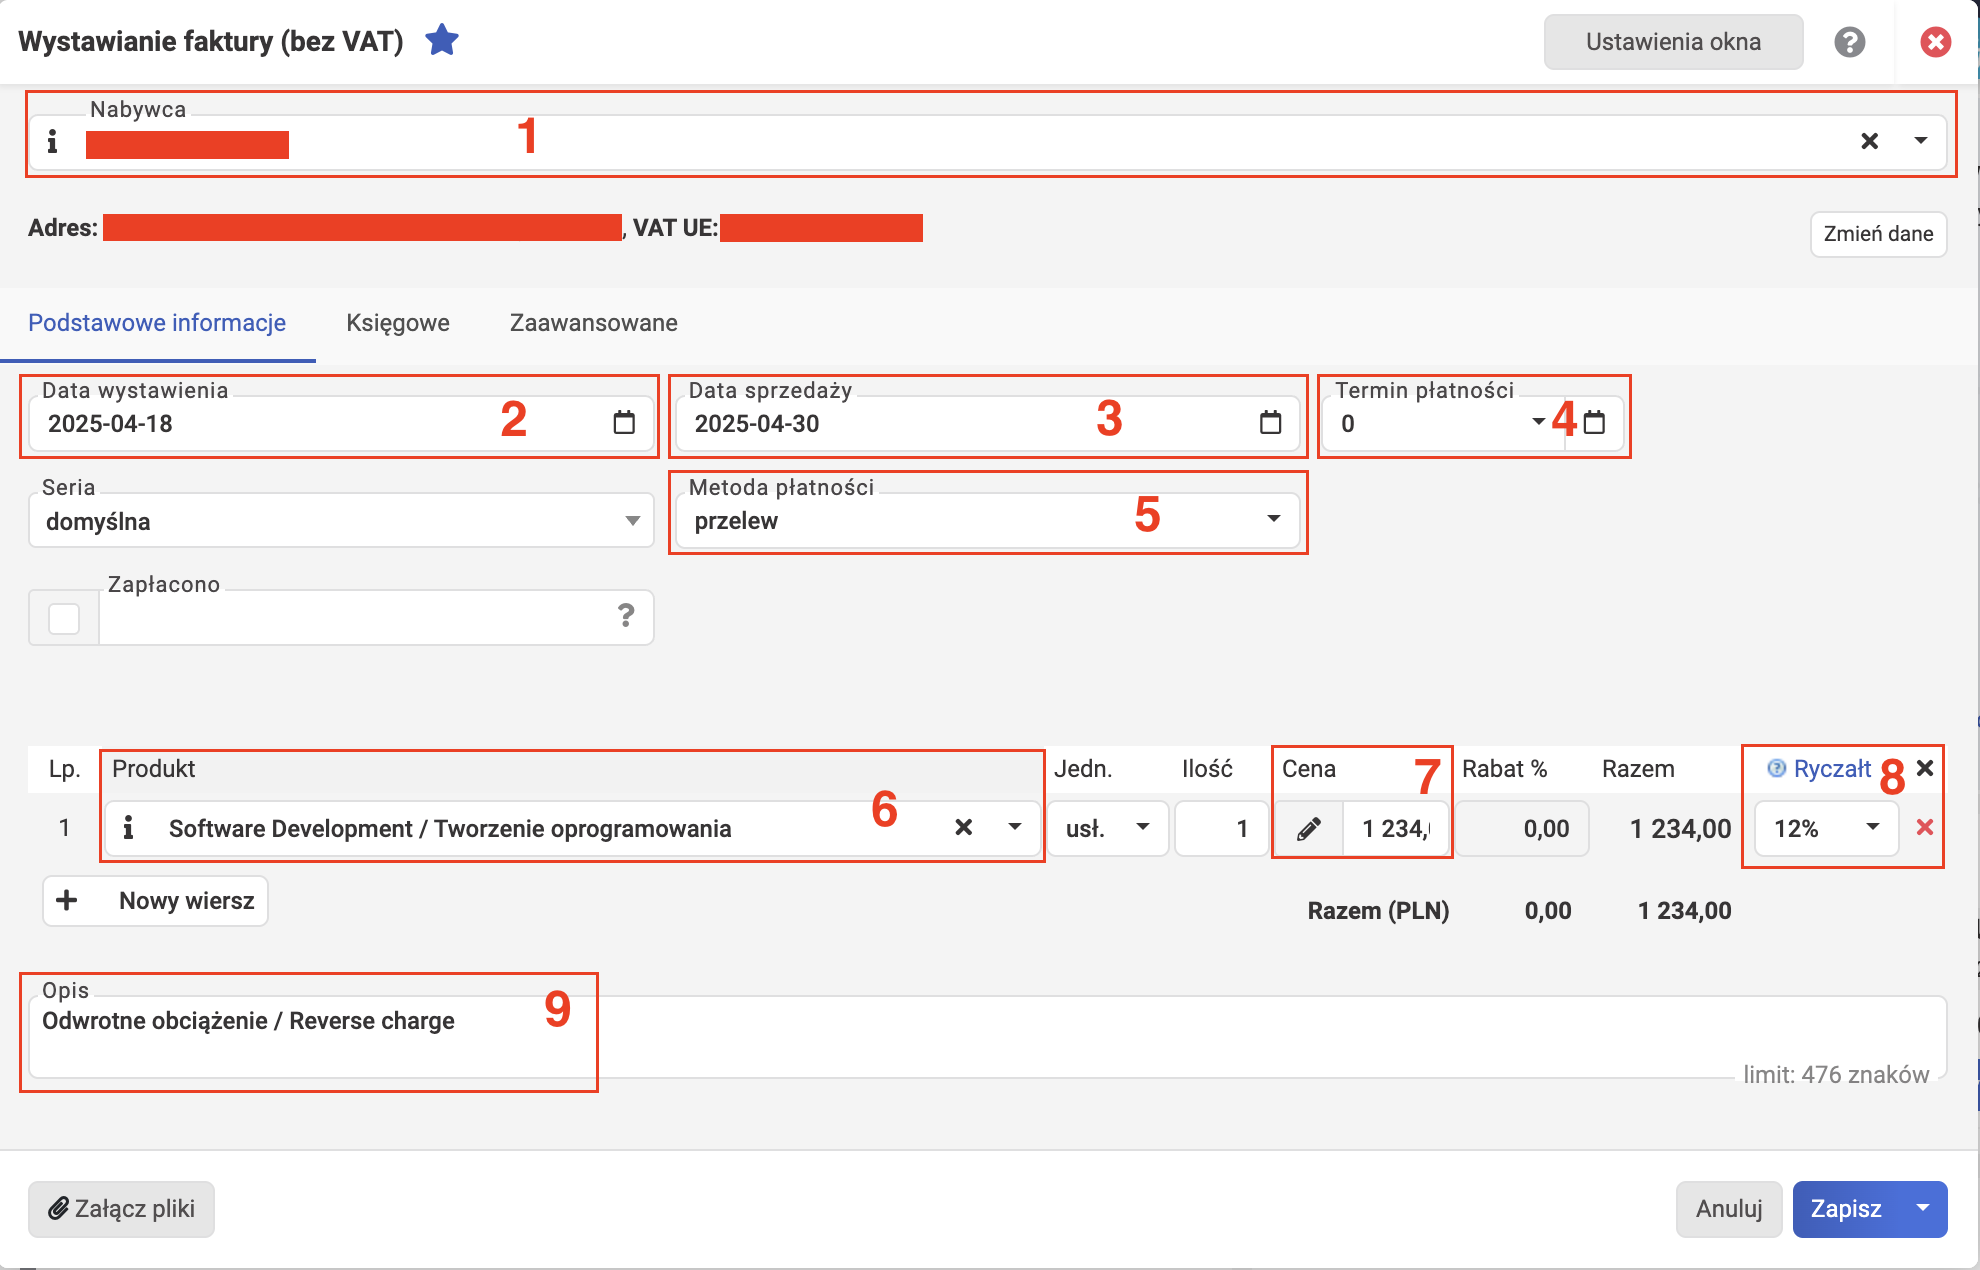 Wystawianie faktury (bez VAT)
Ustawienia okna
Nabywca
1
Adres: , VAT UE:
Zmień dane
Podstawowe informacje Księgowe Zaawansowane
Data wystawienia Data sprzedaży Termin płatności
2025-04-18 2 2025-04-30 3 0 4
Seria Metoda płatności
domyślna przelew 5
Zapłacono
?
Lp. Produkt Jedn. Ilość Cena 7 Rabat % Razem Ryczałt 8
1 Software Development / Tworzenie oprogramowania 6 usł. 1 1 234, 0,00 1 234,00 12%
Nowy wiersz
Razem (PLN) 0,00 1 234,00
Opis
Odwrotne obciążenie / Reverse charge 9
limit: 476 znaków
Załącz pliki Anuluj Zapisz